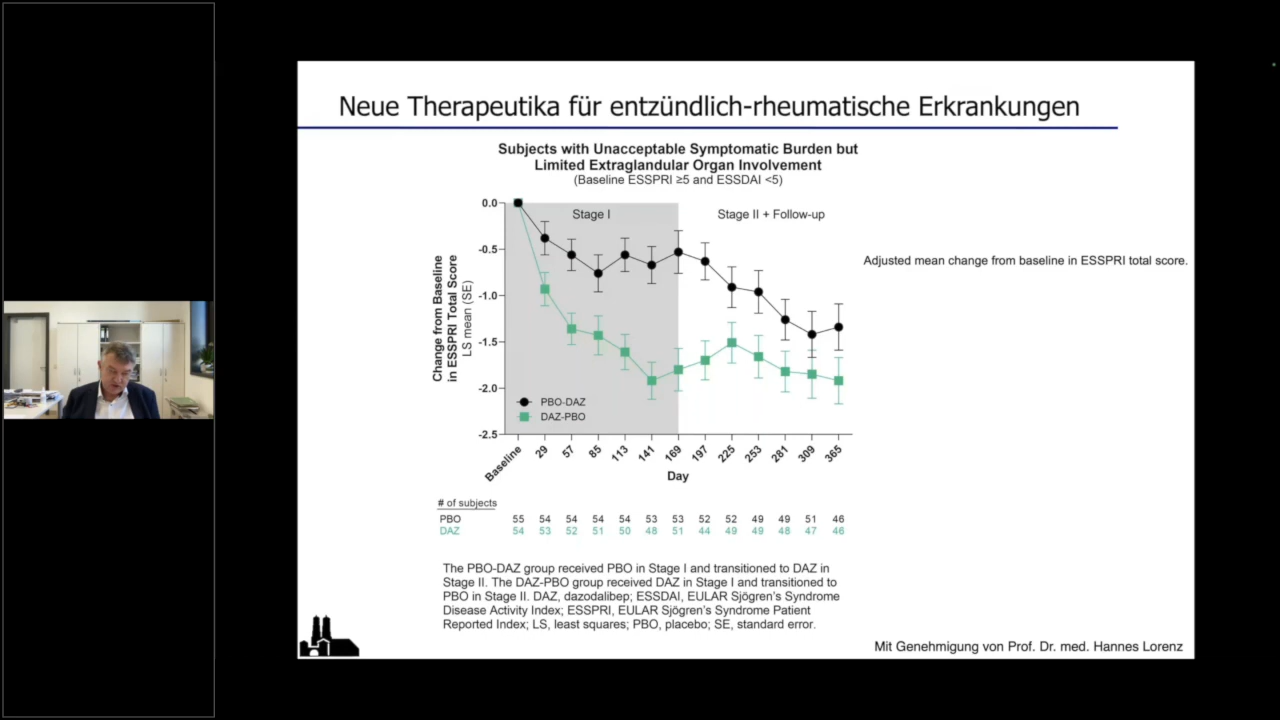 Neue Therapeutika für entzündlich-rheumatische Erkrankungen
Subjects with Unacceptable Symptomatic Burden but
Limited Extraglandular Organ Involvement
(Baseline ESSPRI ≥5 and ESSDAI <5)
Stage I
Stage II + Follow-up
Adjusted mean change from baseline in ESSPRI total score.
Change from Baseline
in ESSPRI Total Score
LS mean (SE)
0.0
-0.5
-1.0
-1.5
-2.0
-2.5
PBO-DAZ
DAZ-PBO
Baseline 29 57 85 113 141 169 197 225 253 281 309 365
Day
# of subjects
PBO 55 54 54 54 54 53 53 52 52 49 49 51 46
DAZ 54 53 52 51 50 48 51 44 49 49 48 47 46
The PBO-DAZ group received PBO in Stage I and transitioned to DAZ in
Stage II. The DAZ-PBO group received DAZ in Stage I and transitioned to
PBO in Stage II. DAZ, dazodalibep; ESSDAI, EULAR Sjögren's Syndrome
Disease Activity Index; ESSPRI, EULAR Sjögren's Syndrome Patient
Reported Index; LS, least squares; PBO, placebo; SE, standard error.
Mit Genehmigung von Prof. Dr. med. Hannes Lorenz